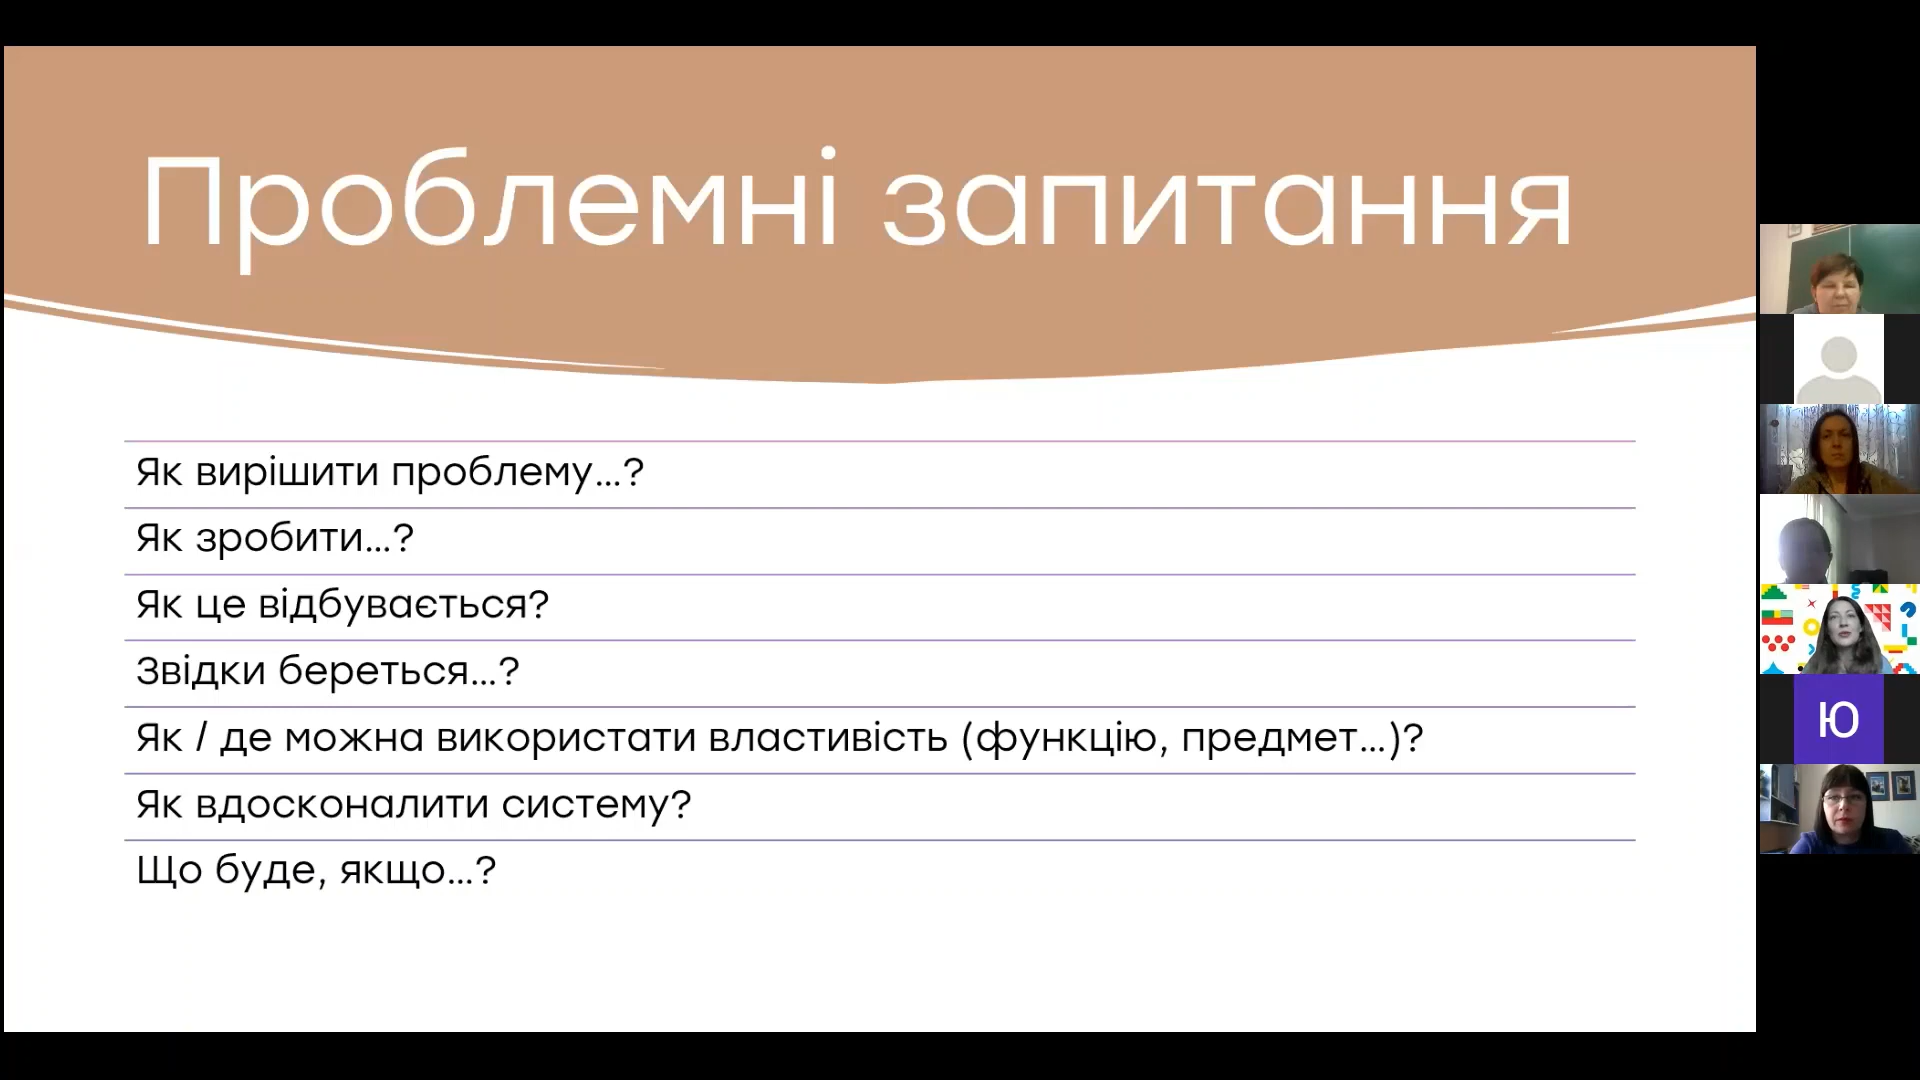 Проблемні запитання
Як вирішити проблему...?
Як зробити...?
Як це відбувається?
Звідки береться...?
Як / де можна використати властивість (функцію, предмет...)?
Як вдосконалити систему?
Що буде, якщо...?
Ю